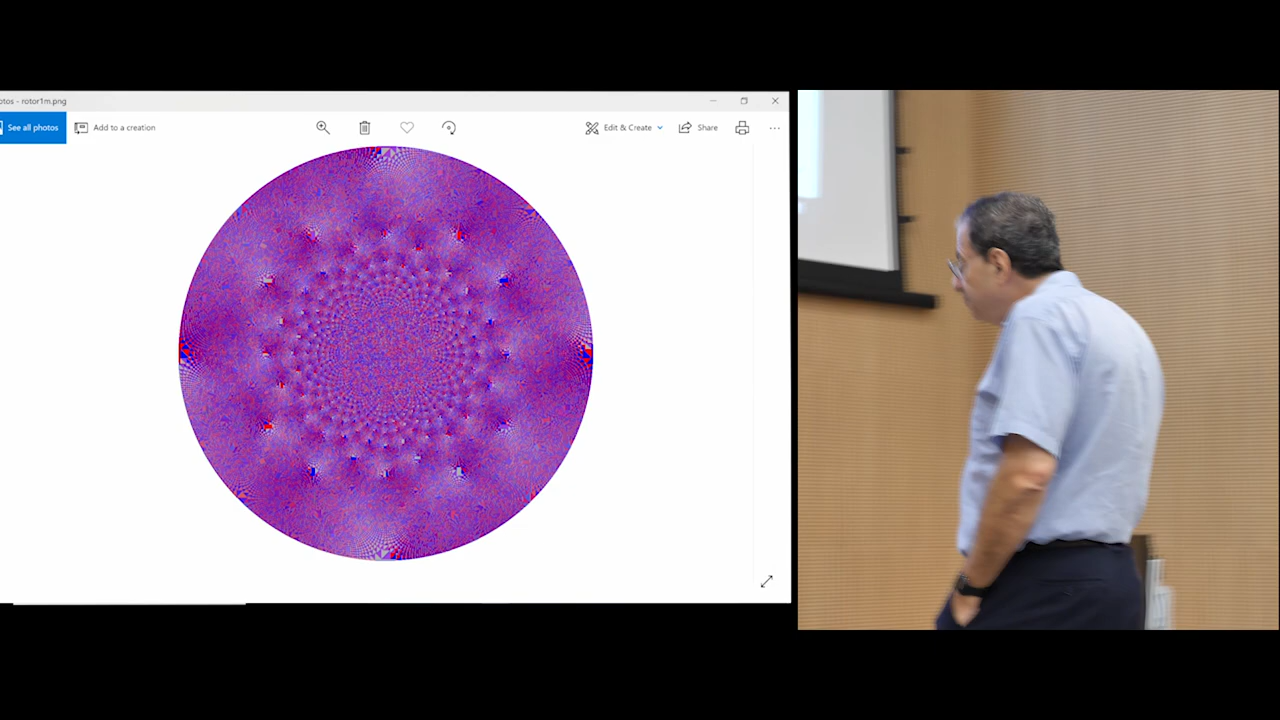 otos - rotor1m.png
See all photos
Add to a creation
Edit & Create
Share